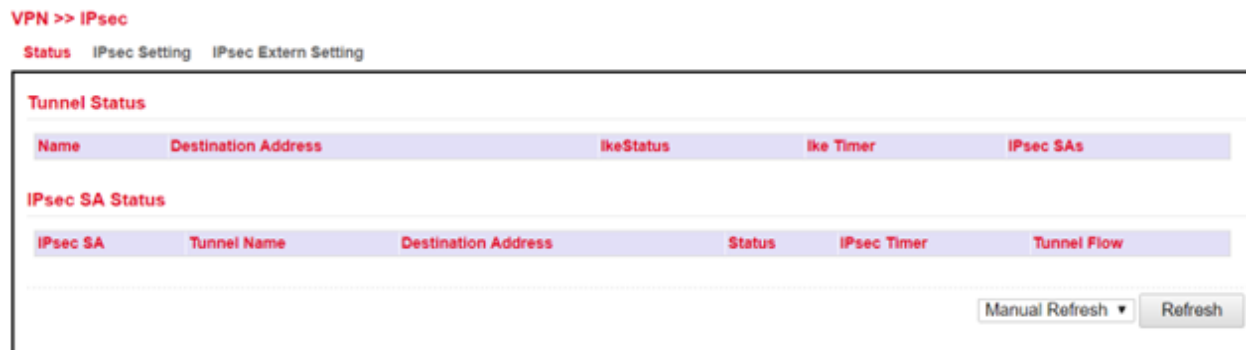 VPN >> IPsec
Status IPsec Setting IPsec Extern Setting
Tunnel Status
Name Destination Address IkeStatus Ike Timer IPsec SAs
IPsec SA Status
IPsec SA Tunnel Name Destination Address Status IPsec Timer Tunnel Flow
Manual Refresh Refresh